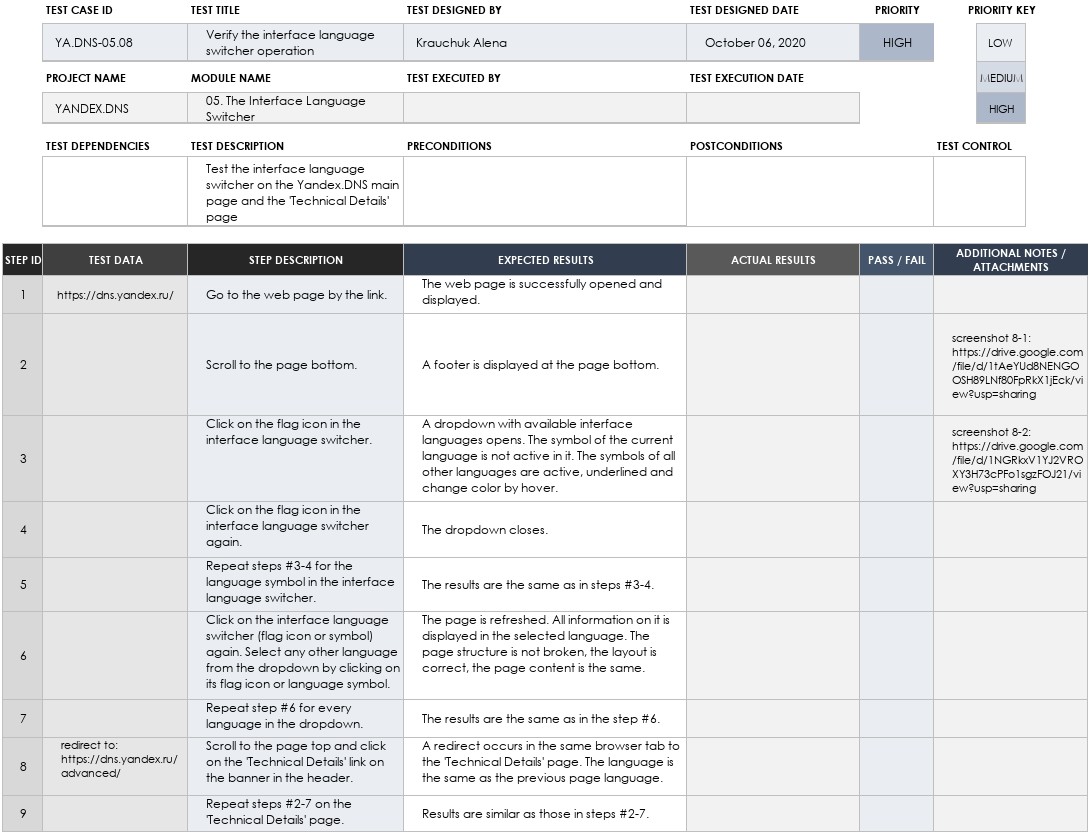 TEST CASE ID TEST TITLE TEST DESIGNED BY TEST DESIGNED DATE PRIORITY PRIORITY KEY
YA.DNS-05.08
Verify the interface language
switcher operation
Krauchuk Alena
October 06, 2020
HIGH
LOW
PROJECT NAME MODULE NAME TEST EXECUTED BY TEST EXECUTION DATE
MEDIUM
YANDEX.DNS
05. The Interface Language
Switcher
HIGH
TEST DEPENDENCIES TEST DESCRIPTION PRECONDITIONS POSTCONDITIONS TEST CONTROL
Test the interface language
switcher on the Yandex.DNS main
page and the 'Technical Details'
page
STEP ID TEST DATA STEP DESCRIPTION EXPECTED RESULTS ACTUAL RESULTS PASS / FAIL ADDITIONAL NOTES /
ATTACHMENTS
1
https://dns.yandex.ru/
Go to the web page by the link.
The web page is successfully opened and
displayed.
2
Scroll to the page bottom.
A footer is displayed at the page bottom.
screenshot 8-1:
https://drive.google.com
/file/d/1tAeYUd8NENGO
OSH89LNf80FpRkX1jEck/vi
ew?usp=sharing
3
Click on the flag icon in the
interface language switcher.
A dropdown with available interface
languages opens. The symbol of the current
language is not active in it. The symbols of all
other languages are active, underlined and
change color by hover.
screenshot 8-2:
https://drive.google.com
/file/d/1NGRkxV1YJ2VRO
XY3H73cPFo1sgzFOJ21/vi
ew?usp=sharing
4
Click on the flag icon in the
interface language switcher
again.
The dropdown closes.
5
Repeat steps #3-4 for the
language symbol in the interface
language switcher.
The results are the same as in steps #3-4.
6
Click on the interface language
switcher (flag icon or symbol)
again. Select any other language
from the dropdown by clicking on
its flag icon or language symbol.
The page is refreshed. All information on it is
displayed in the selected language. The
page structure is not broken, the layout is
correct, the page content is the same.
7
Repeat step #6 for every
language in the dropdown.
The results are the same as in the step #6.
8
redirect to:
https://dns.yandex.ru/
advanced/
Scroll to the page top and click
on the 'Technical Details' link on
the banner in the header.
A redirect occurs in the same browser tab to
the 'Technical Details' page. The language is
the same as the previous page language.
9
Repeat steps #2-7 on the
'Technical Details' page.
Results are similar as those in steps #2-7.